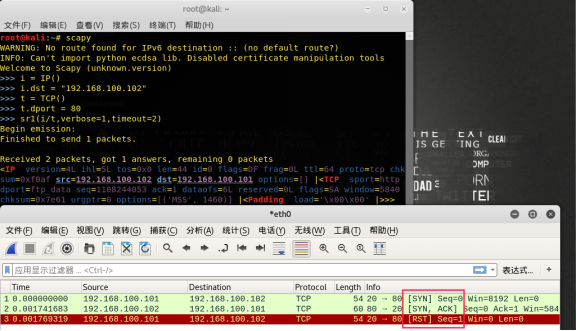 root@kali: ~
文件(F) 编辑(E) 查看(V) 搜索(S) 终端(T) 帮助(H)
root@kali:~# scapy
WARNING: No route found for IPv6 destination :: (no default route?)
INFO: Can't import python ecdsa lib. Disabled certificate manipulation tools
Welcome to Scapy (unknown.version)
>>> i = IP()
>>> i.dst = "192.168.100.102"
>>> t = TCP()
>>> t.dport = 80
>>> sr1(i/t,verbose=1,timeout=2)
Begin emission:
Finished to send 1 packets.
Received 2 packets, got 1 answers, remaining 0 packets
<IP version=4L ihl=5L tos=0x0 len=44 id=0 flags=DF frag=0L ttl=64 proto=tcp chk
sum=0xf0af src=192.168.100.102 dst=192.168.100.101 options=[] |<TCP sport=http
dport=ftp_data seq=1108244053 ack=1 dataofs=6L reserved=0L flags=SA window=5840
chksum=0x7e61 urgptr=0 options=[('MSS', 1460)] |<Padding load='\x00\x00' |>>>
THE TEXT
IS GETTING
CLEAR
*eth0
文件(F) 编辑(E) 视图(V) 跳转(G) 捕获(C) 分析(A) 统计(S) 电话(Y) 无线(W) 工具(T) 帮助(H)
应用显示过滤器 … <Ctrl-/>
表达式… +
Time Source Destination Protocol Length Info
1 0.000000000 192.168.100.101 192.168.100.102 TCP 54 20 → 80 [SYN] Seq=0 Win=8192 Len=0
2 0.001741683 192.168.100.102 192.168.100.101 TCP 60 80 → 20 [SYN, ACK] Seq=0 Ack=1 Win=584
3 0.001764319 192.168.100.101 192.168.100.102 TCP 54 20 → 80 [RST] Seq=1 Win=0 Len=0